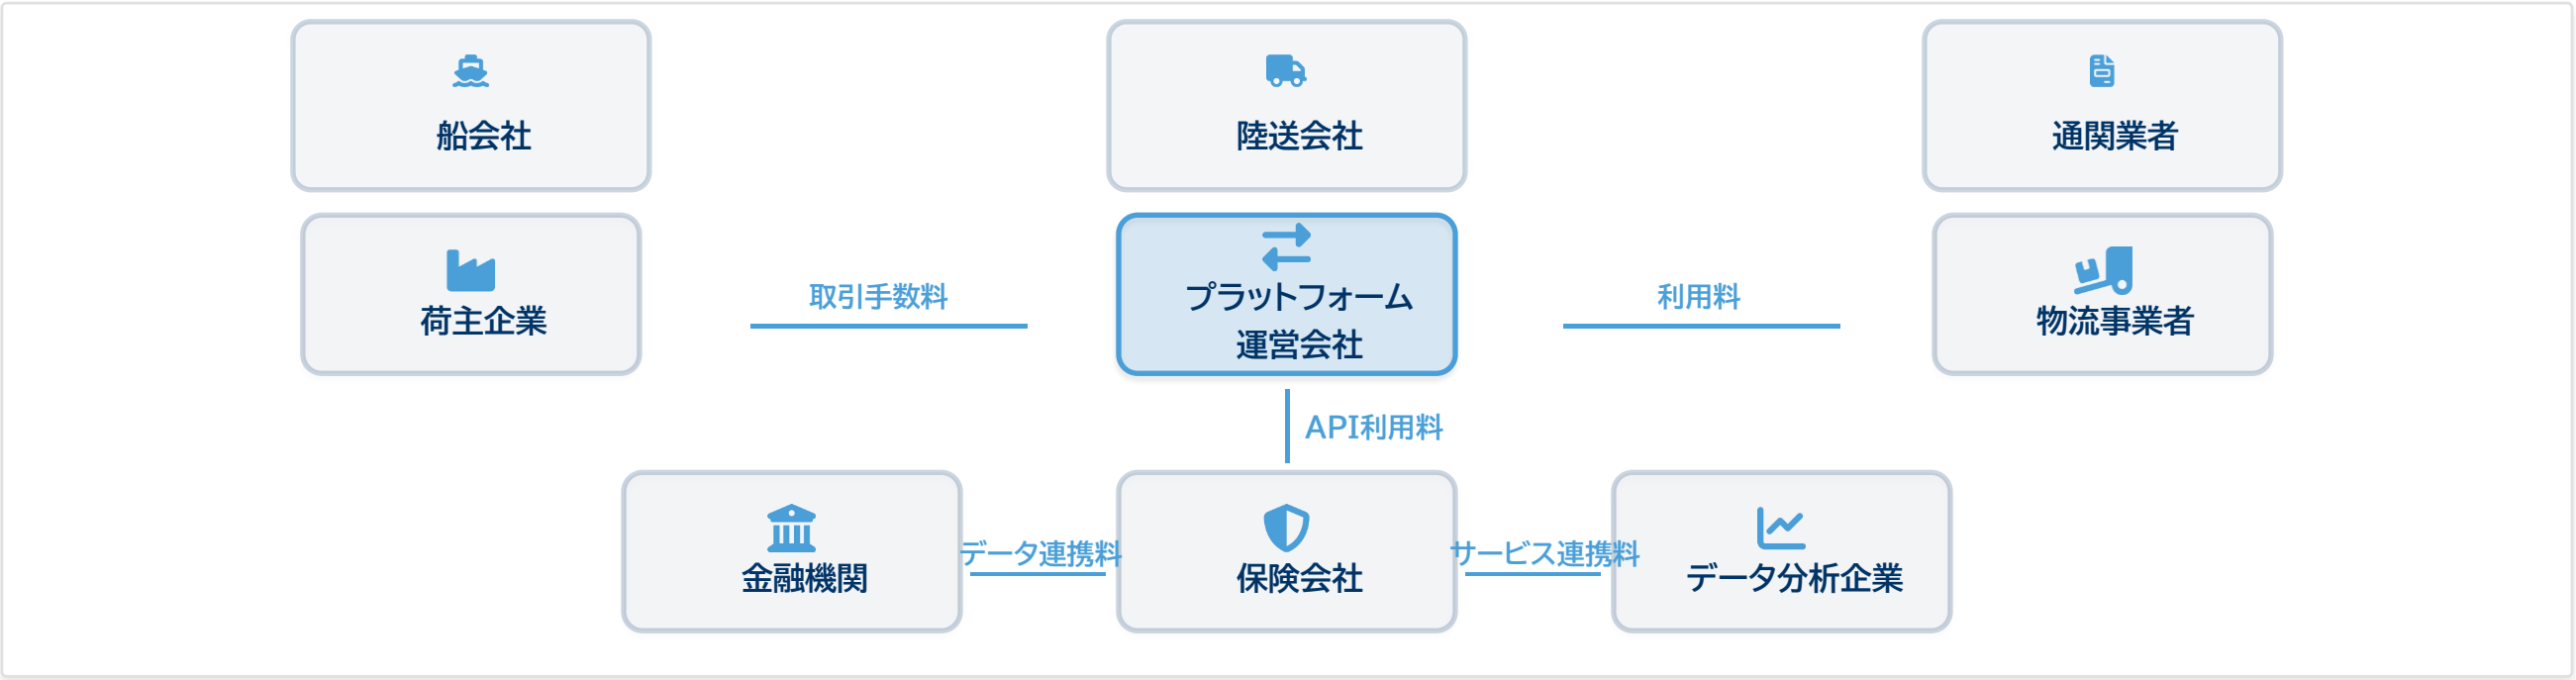 船会社
陸送会社
通関業者
荷主企業
取引手数料
プラットフォーム
運営会社
利用料
物流事業者
API利用料
金融機関
データ連携料
保険会社
サービス連携料
データ分析企業